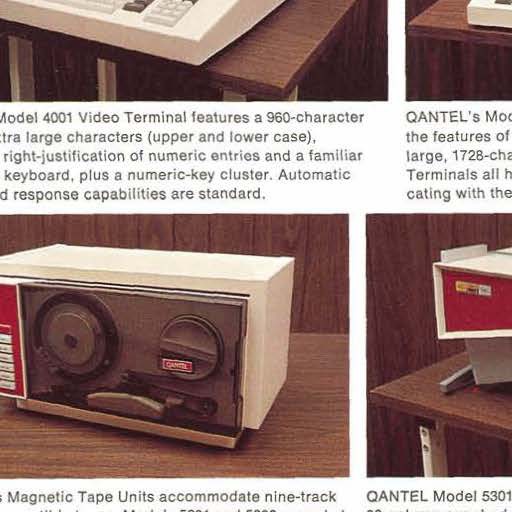 Model 4001 Video Terminal features a 960-character
xtra large characters (upper and lower case),
right-justification of numeric entries and a familiar
keyboard, plus a numeric-key cluster. Automatic
d response capabilities are standard.
QANTEL's Mod
the features of
large, 1728-cha
Terminals all h
cating with the
QANTEL
s Magnetic Tape Units accommodate nine-track
QANTEL Model 5301